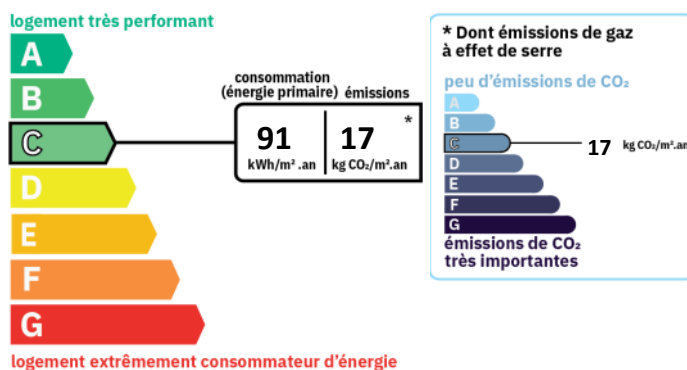 logement très performant
A
B
C
D
E
F
G
logement extrêmement consommateur d'énergie
consommation
(énergie primaire)
émissions
91
kWh/m² .an
17
kg CO₂/m².an
*
* Dont émissions de gaz
à effet de serre
peu d'émissions de CO₂
A
B
C
17 kg CO₂/m².an
D
E
F
G
émissions de CO₂
très importantes